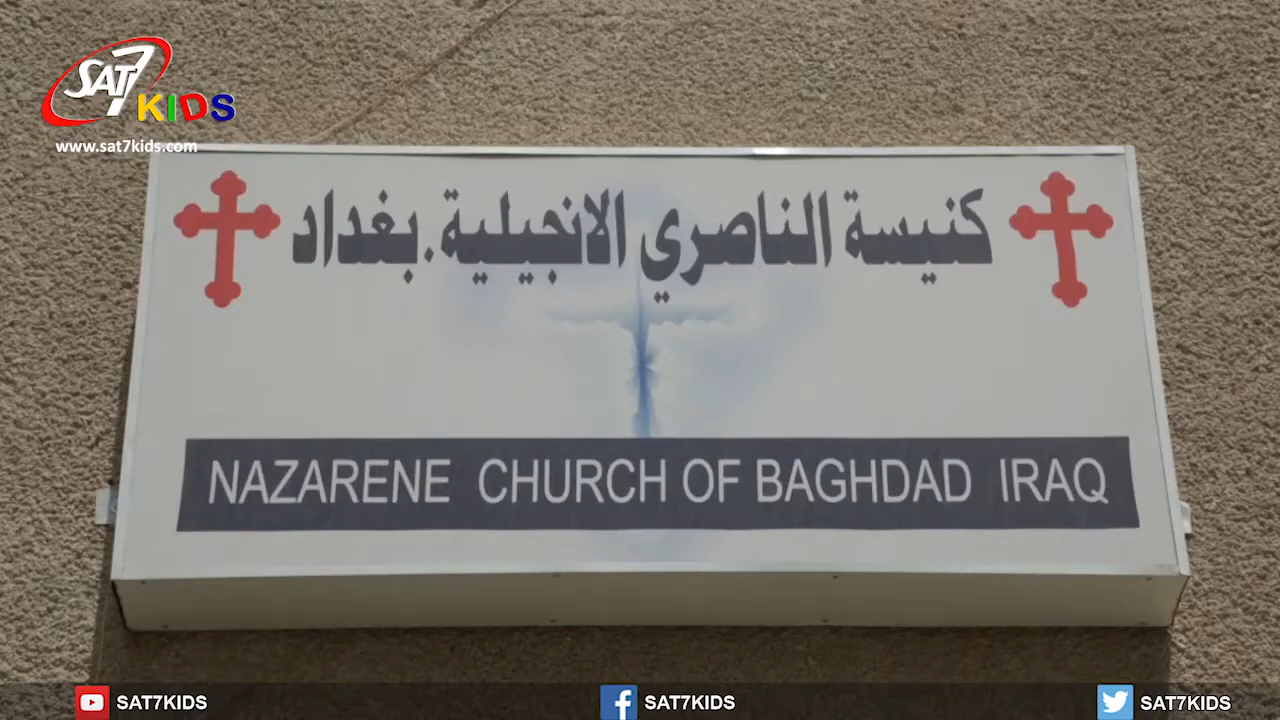 SAT7
KIDS
www.sat7kids.com
كنيسة الناصري الانجيلية.بغداد
NAZARENE CHURCH OF BAGHDAD IRAQ
SAT7KIDS
SAT7KIDS
SAT7KIDS